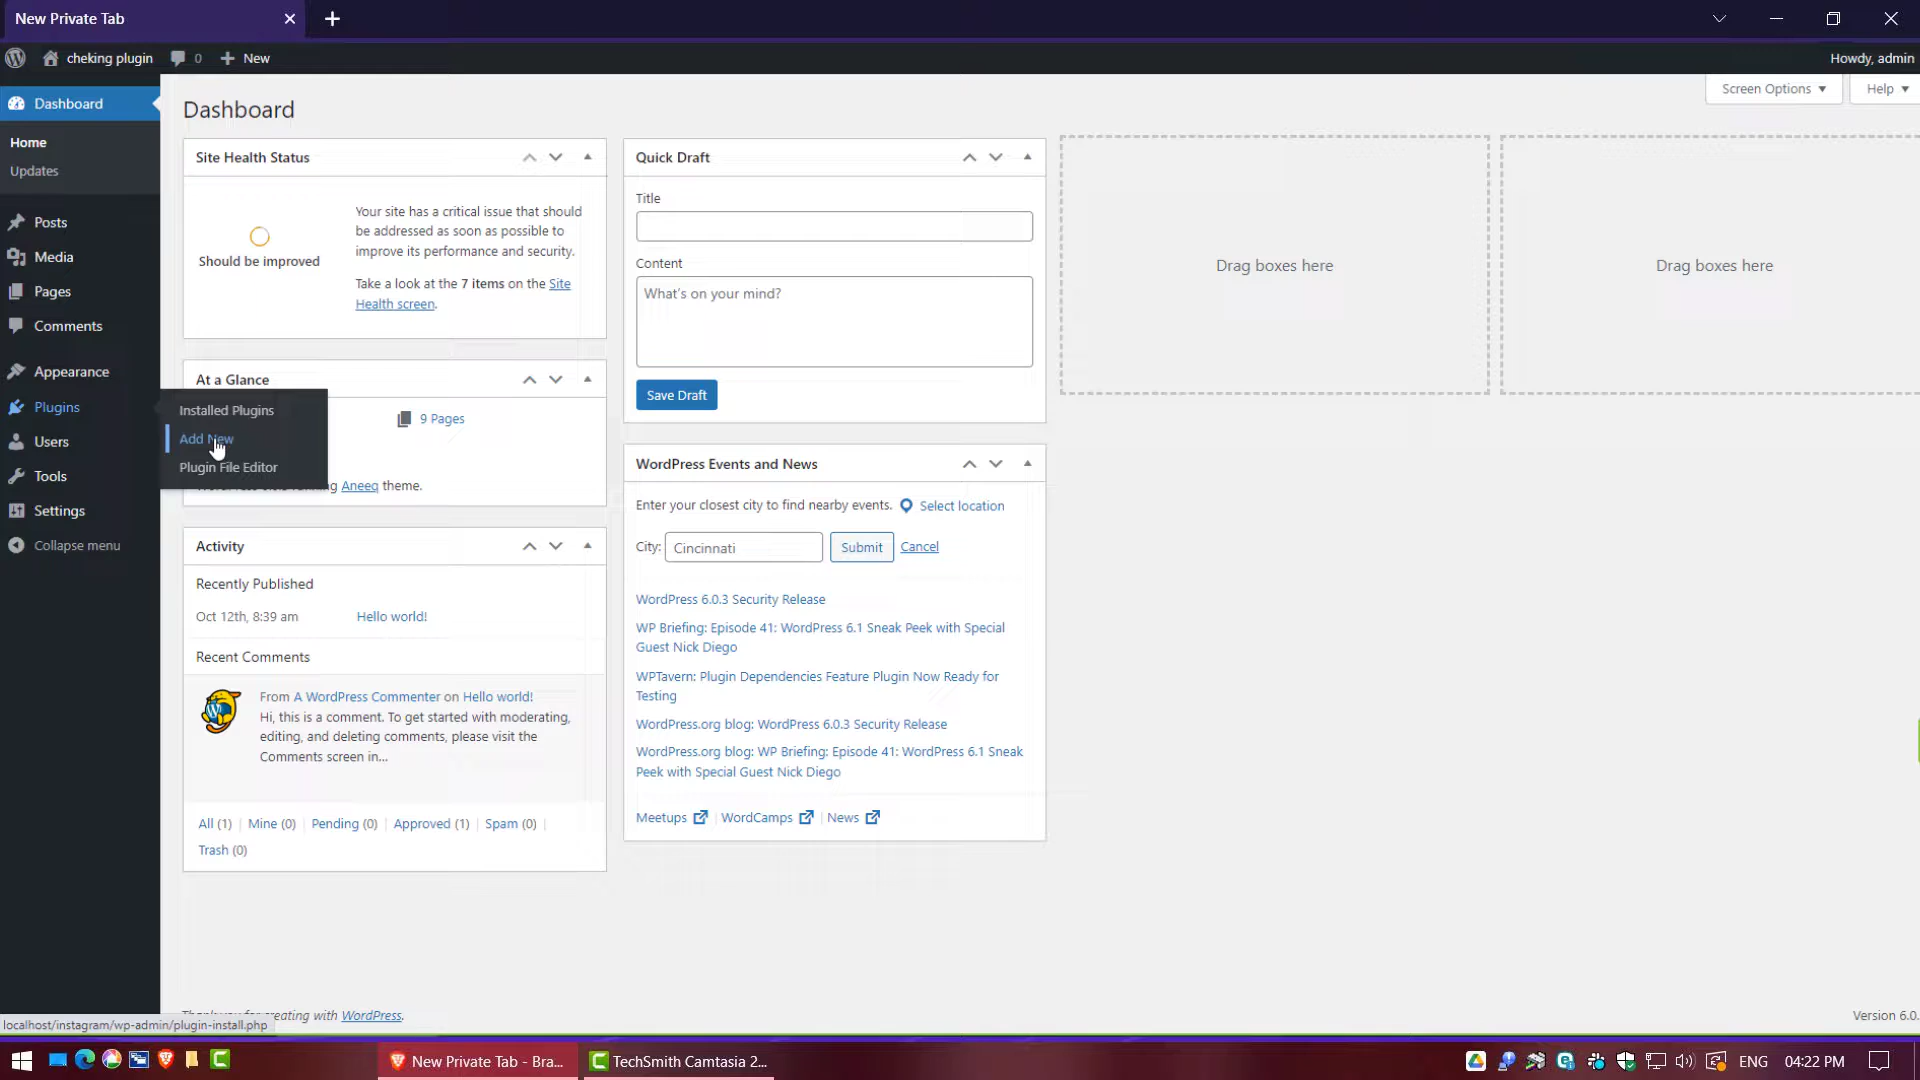 New Private Tab
cheking plugin
0
New
Howdy, admin
Dashboard
Home
Updates
Posts
Media
Pages
Comments
Appearance
Plugins
Users
Tools
Settings
Collapse menu
Installed Plugins
Add New
Plugin File Editor
Screen Options
Help
Dashboard
Site Health Status
Should be improved
Your site has a critical issue that should
be addressed as soon as possible to
improve its performance and security.
Take a look at the 7 items on the Site
Health screen.
At a Glance
9 Pages
Aneeq theme.
Activity
Recently Published
Oct 12th, 8:39 am
Hello world!
Recent Comments
From A WordPress Commenter on Hello world!
Hi, this is a comment. To get started with moderating,
editing, and deleting comments, please visit the
Comments screen in...
All (1) | Mine (0) | Pending (0) | Approved (1) | Spam (0) |
Trash (0)
Quick Draft
Title
Content
What's on your mind?
Save Draft
WordPress Events and News
Enter your closest city to find nearby events. Select location
City: Cincinnati Submit Cancel
WordPress 6.0.3 Security Release
WP Briefing: Episode 41: WordPress 6.1 Sneak Peek with Special
Guest Nick Diego
WPTavern: Plugin Dependencies Feature Plugin Now Ready for
Testing
WordPress.org blog: WordPress 6.0.3 Security Release
WordPress.org blog: WP Briefing: Episode 41: WordPress 6.1 Sneak
Peek with Special Guest Nick Diego
Meetups | WordCamps | News
Drag boxes here
Drag boxes here
creating with WordPress.
Version 6.0.
localhost/instagram/wp-admin/plugin-install.php
New Private Tab - Bra...
TechSmith Camtasia 2...
ENG
04:22 PM